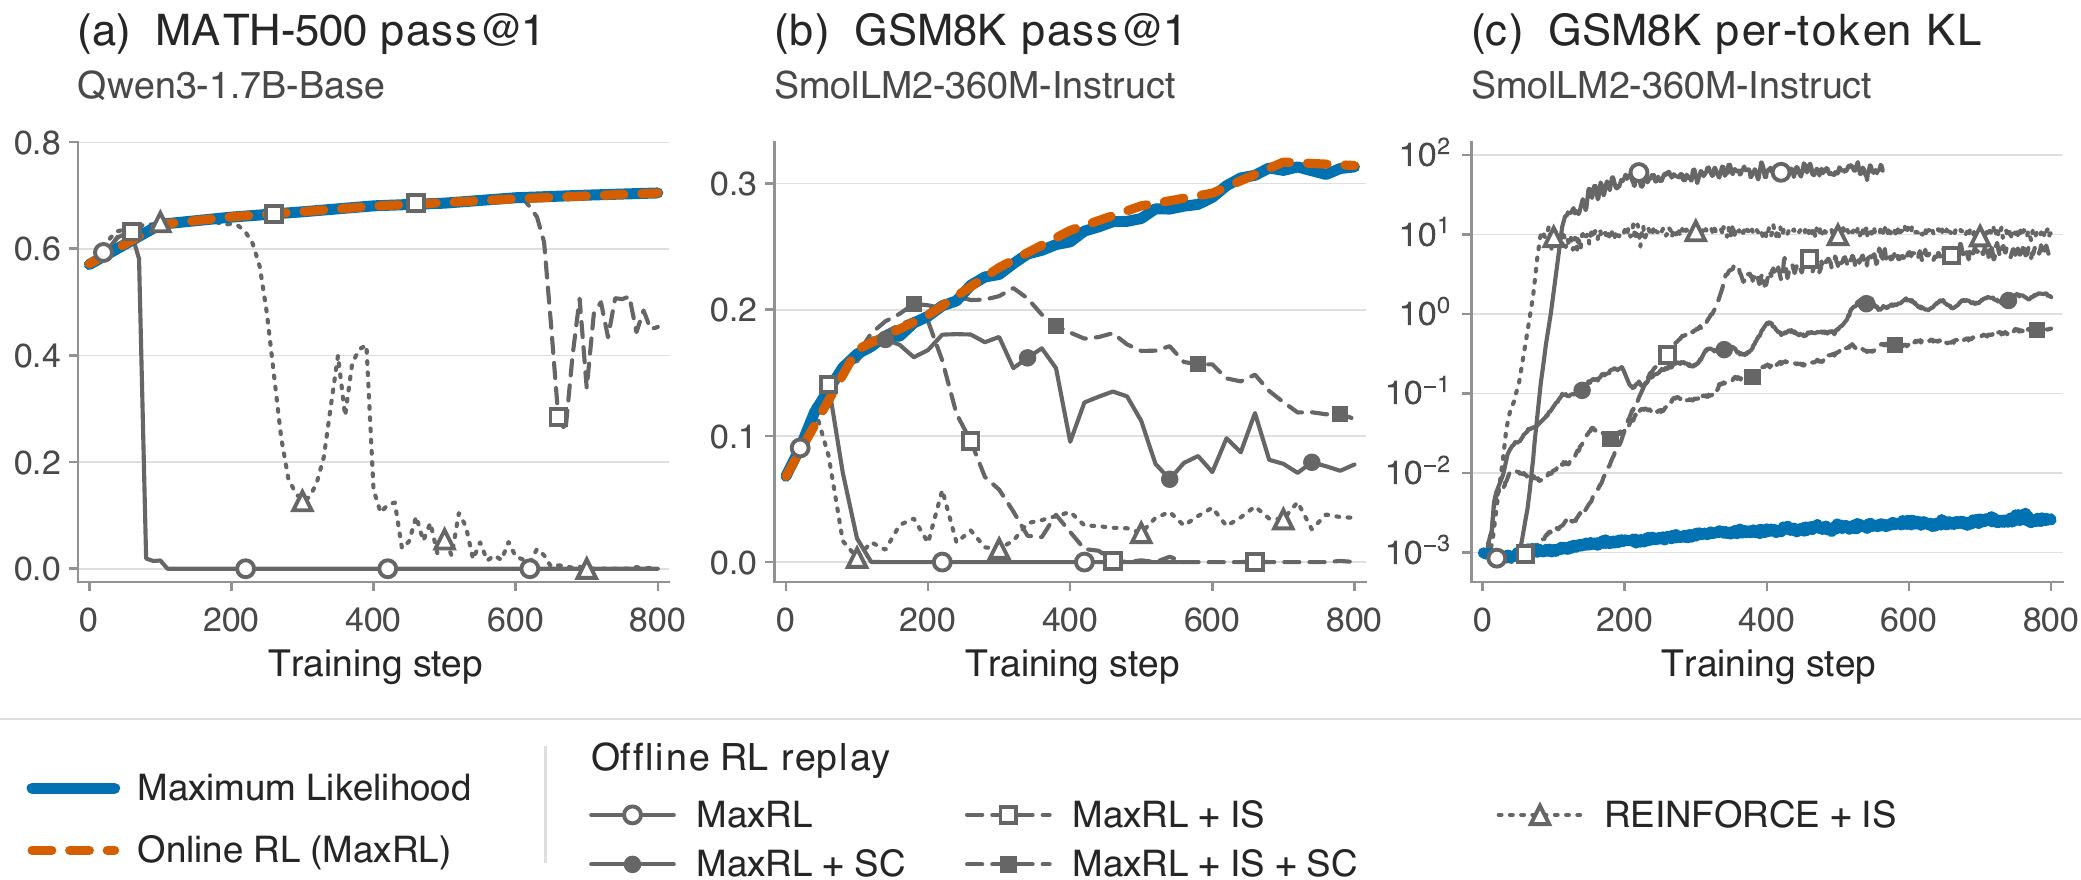 (a) MATH-500 pass@1
Qwen3-1.7B-Base
0.8
0.6
0.4
0.2
0.0
0 200 400 600 800
Training step
(b) GSM8K pass@1
SmolLM2-360M-Instruct
0.3
0.2
0.1
0.0
0 200 400 600 800
Training step
(c) GSM8K per-token KL
SmolLM2-360M-Instruct
10²
10¹
10⁰
10⁻¹
10⁻²
10⁻³
0 200 400 600 800
Training step
Maximum Likelihood
Online RL (MaxRL)
Offline RL replay
MaxRL
MaxRL + IS
REINFORCE + IS
MaxRL + SC
MaxRL + IS + SC